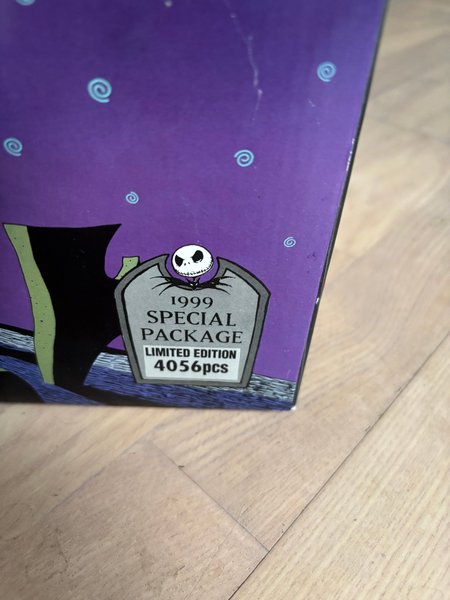 1999
SPECIAL
PACKAGE
LIMITED EDITION
4056pcs